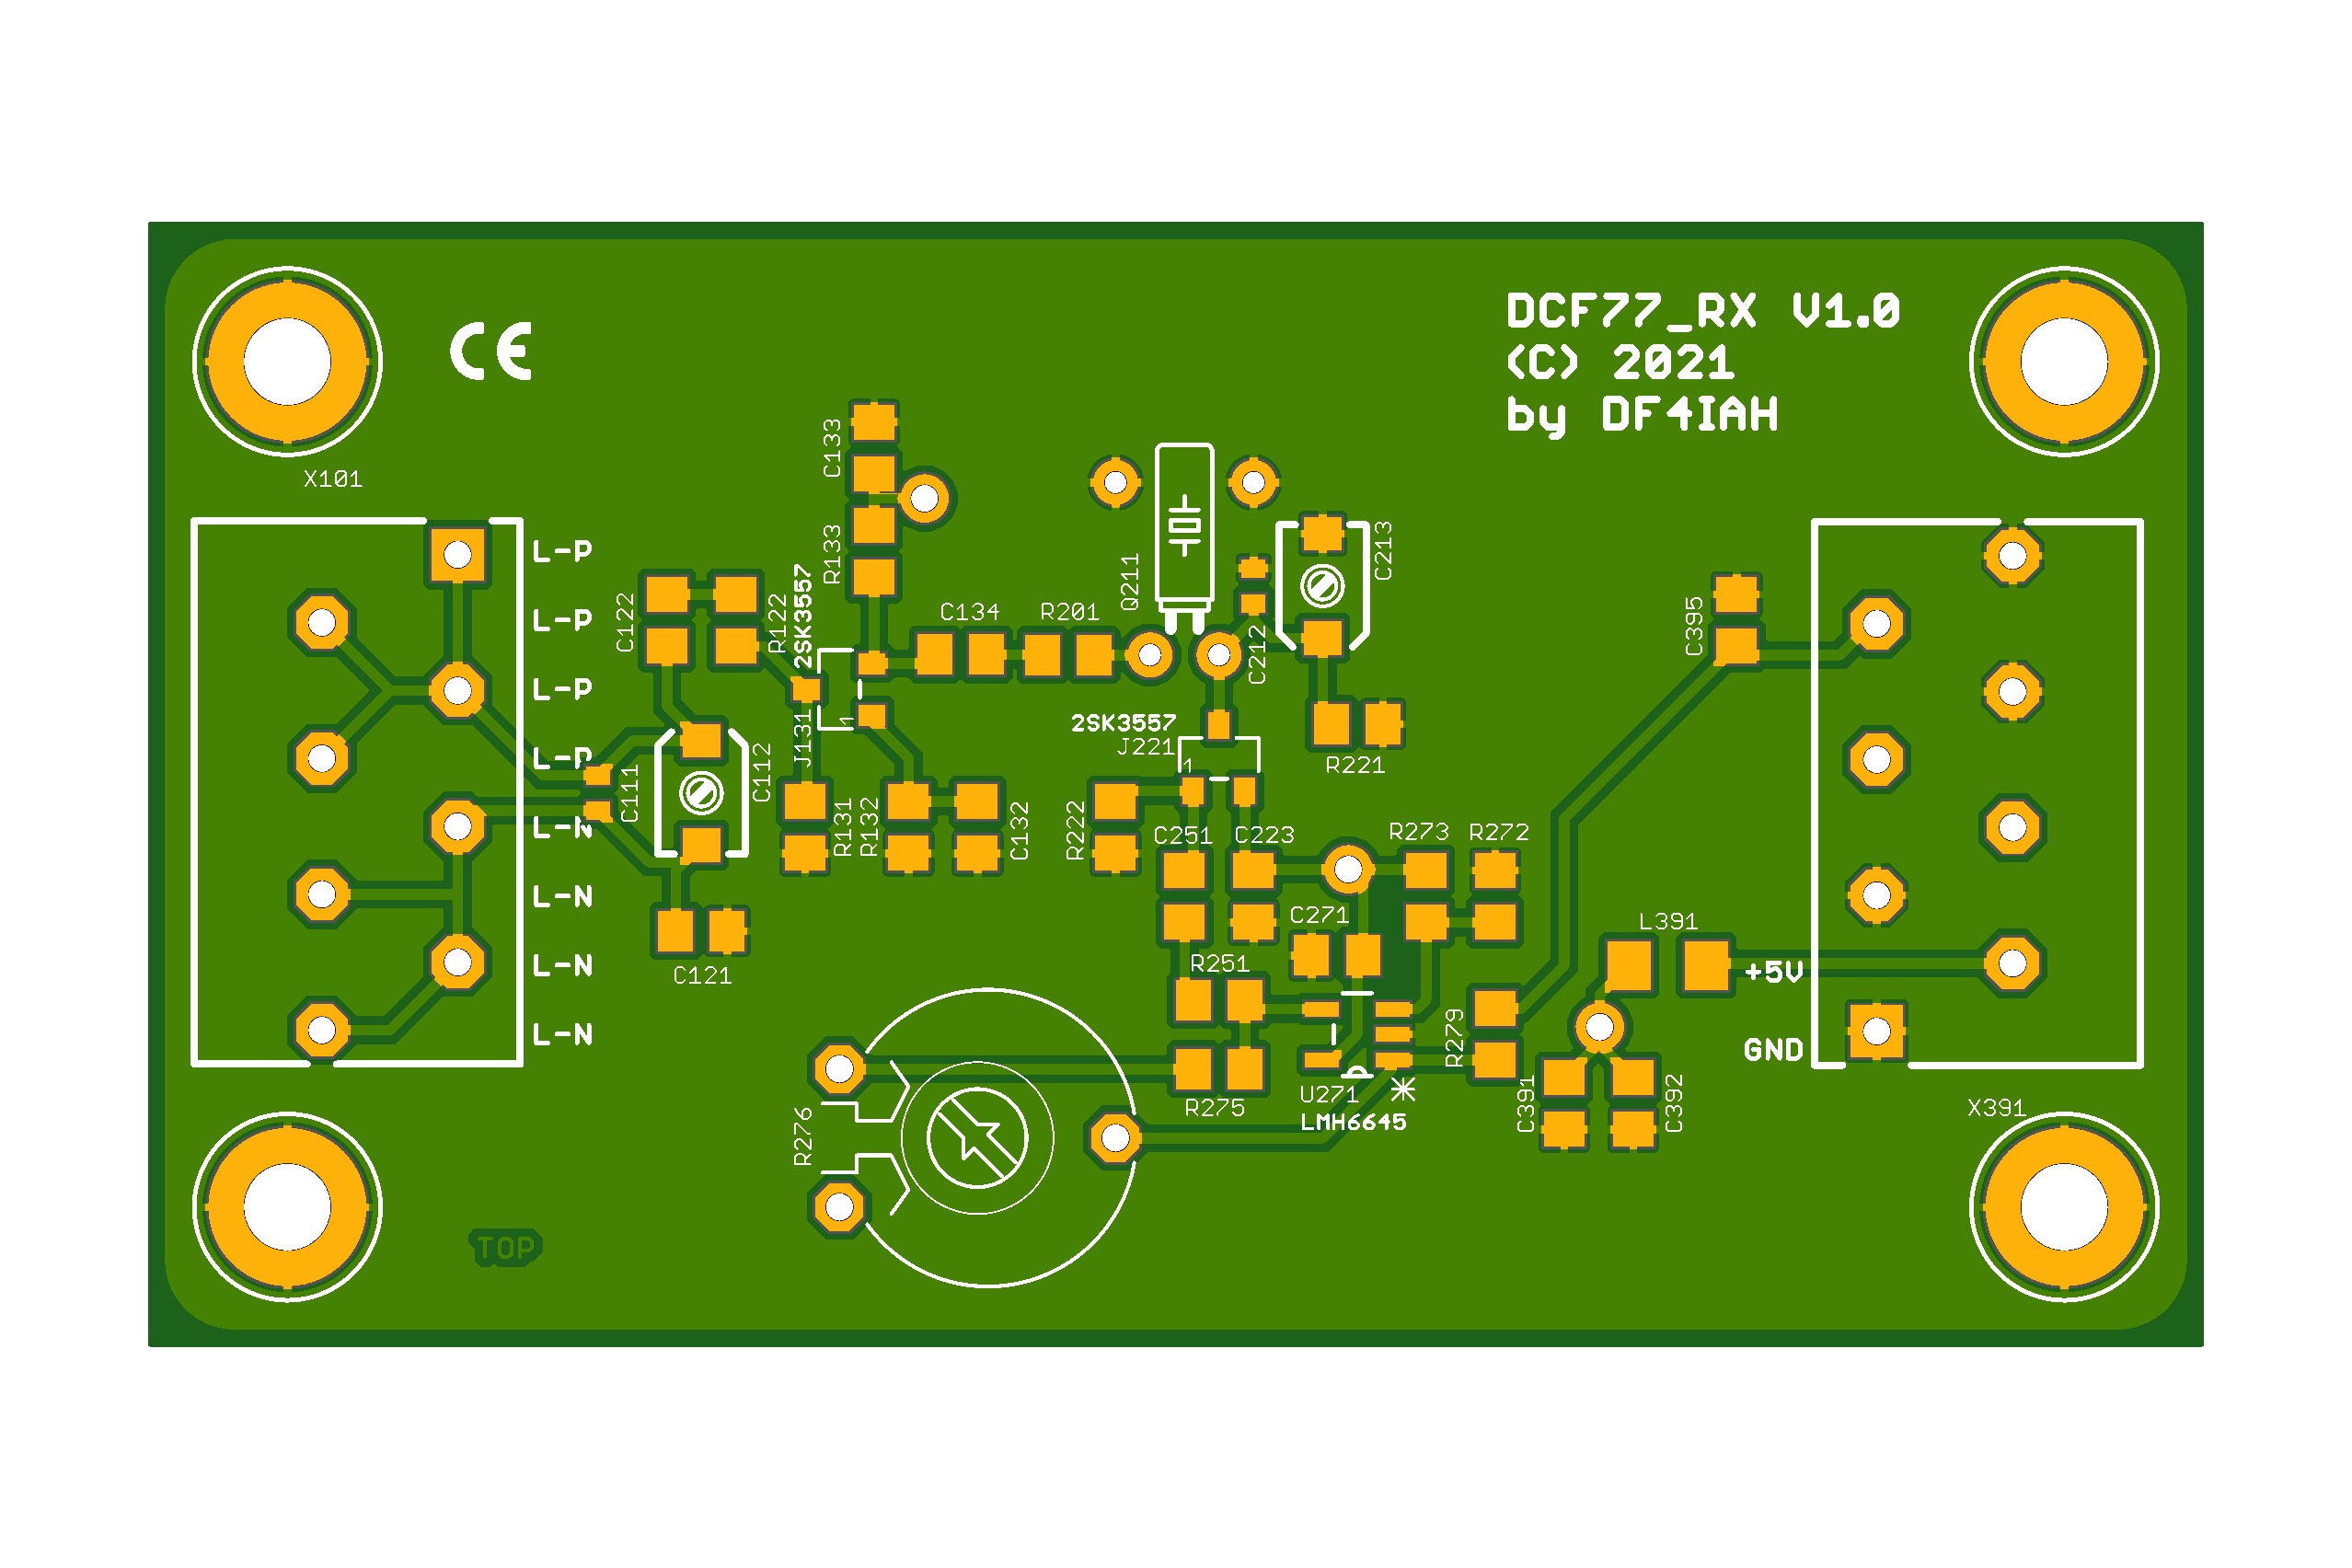 DCF77_RX V1.0
(C) 2021
by DF4IAH
CE
X101
C133
R133
2SK3557
Q211
C213
L-P
L-P
L-P
L-P
L-N
L-N
L-N
L-N
C122
R122
C134
R201
C212
C395
J131
1
2SK3557
J221
1
R221
C111
C112
R131
R132
C132
R222
C251
C223
R273
R272
C271
L391
C121
R251
+5V
R279
GND
R276
R275
U271
LMH6645
C391
C392
X391
TOP